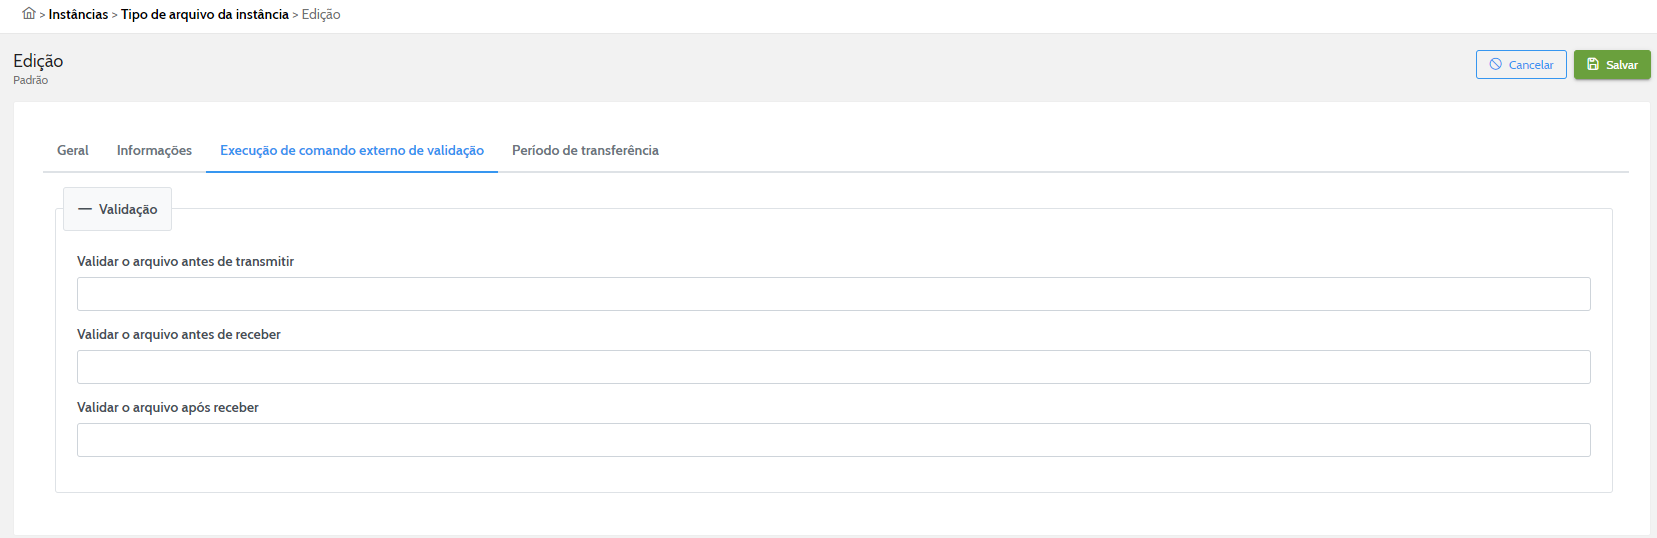 > Instâncias > Tipo de arquivo da instância > Edição
Edição
Padrão
Cancelar
Salvar
Geral
Informações
Execução de comando externo de validação
Período de transferência
— Validação
Validar o arquivo antes de transmitir
Validar o arquivo antes de receber
Validar o arquivo após receber